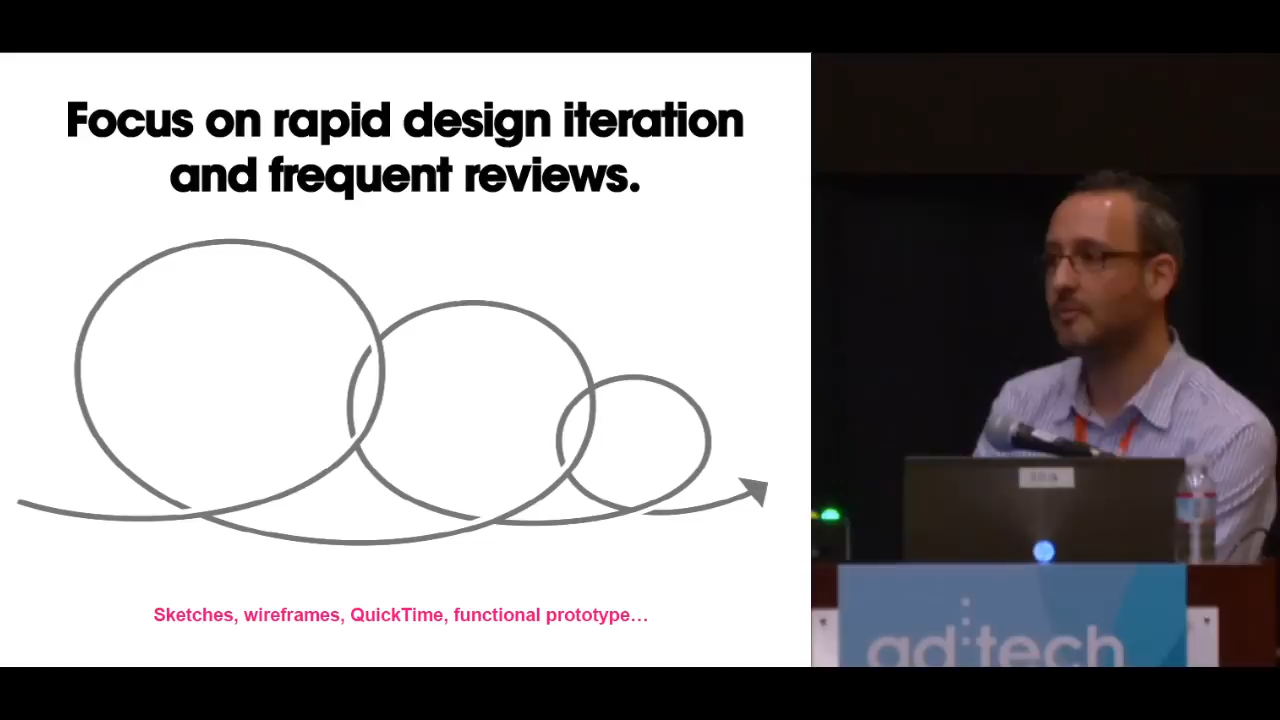 Focus on rapid design iteration
and frequent reviews.
Sketches, wireframes, QuickTime, functional prototype…
ad:tech